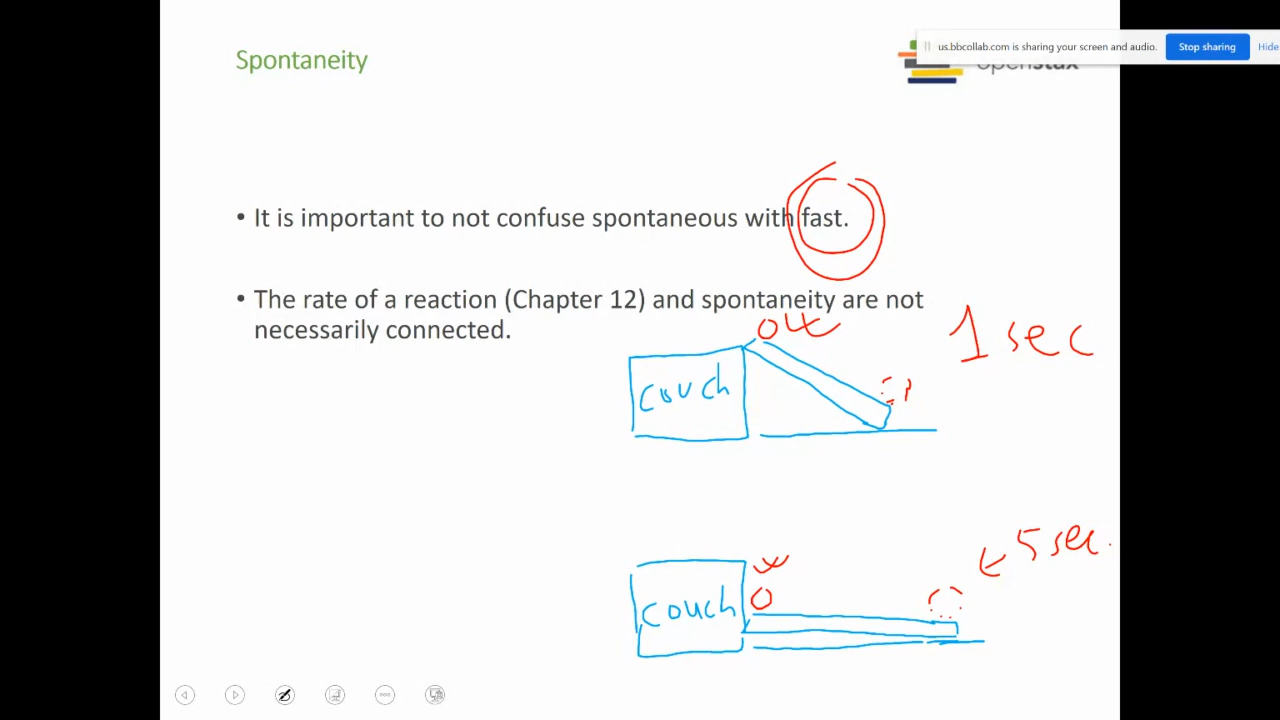 us.bbcollab.com is sharing your screen and audio.
Stop sharing
Hide
Spontaneity
openstax
• It is important to not confuse spontaneous with fast.
• The rate of a reaction (Chapter 12) and spontaneity are not
necessarily connected.
1 sec
couch
5 sec.
couch